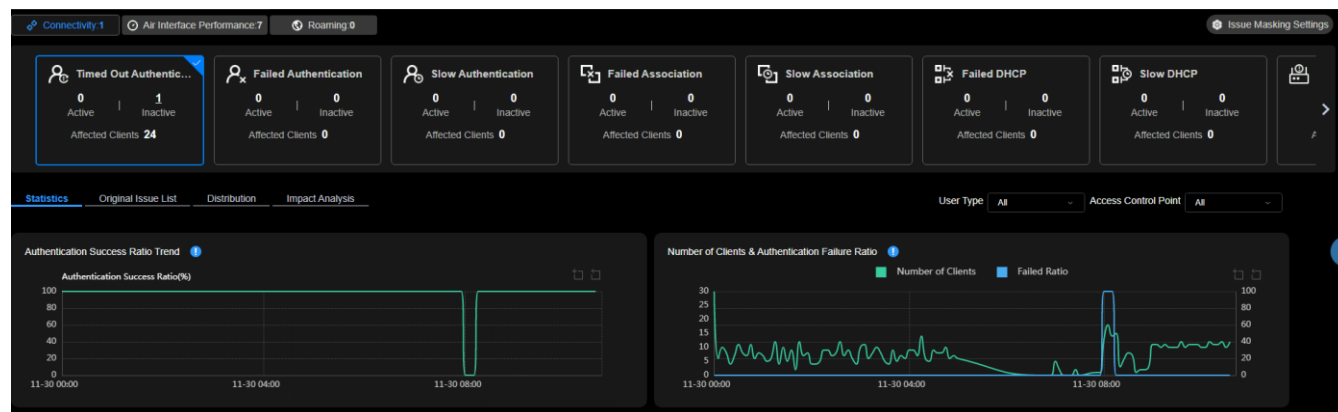 Connectivity:1 Air Interface Performance:7 Roaming:0 Issue Masking Settings
Timed Out Authentic... Failed Authentication Slow Authentication Failed Association Slow Association Failed DHCP Slow DHCP
0 1 0 0 0 0 0 0 0 0 0 0 0 0
Active Inactive Active Inactive Active Inactive Active Inactive Active Inactive Active Inactive Active Inactive
Affected Clients 24 Affected Clients 0 Affected Clients 0 Affected Clients 0 Affected Clients 0 Affected Clients 0 Affected Clients 0
Statistics Original Issue List Distribution Impact Analysis User Type All Access Control Point All
Authentication Success Ratio Trend
Authentication Success Ratio(%)
100
80
60
40
20
0
11-30 00:00 11-30 04:00 11-30 08:00
Number of Clients & Authentication Failure Ratio
Number of Clients Failed Ratio
30 100
25
80
20
60
15
10 40
5 20
0 0
11-30 00:00 11-30 04:00 11-30 08:00